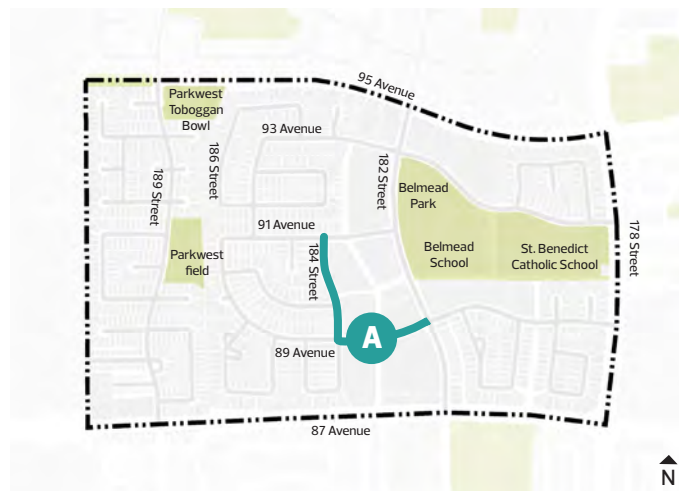 95 Avenue
Parkwest
Toboggan
Bowl
93 Avenue
186 Street
182 Street
189 Street
Belmead
Park
91 Avenue
178 Street
184 Street
Parkwest
field
Belmead
School
St. Benedict
Catholic School
A
89 Avenue
87 Avenue
N